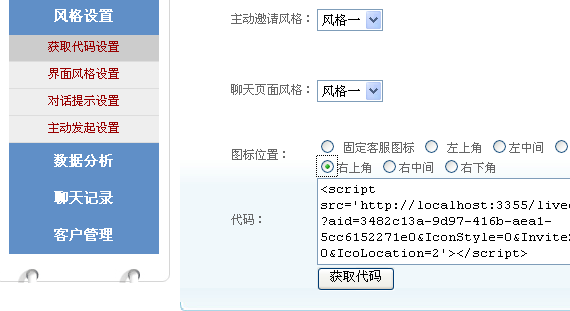 风格设置
获取代码设置
界面风格设置
对话提示设置
主动发起设置
数据分析
聊天记录
客户管理
主动邀请风格：
风格一
聊天页面风格：
风格一
图标位置：
固定客服图标 左上角 左中间
右上角 右中间 右下角
代码：
<script
src='http://localhost:3355/live
?aid=3482c13a-9d97-416b-aea1-
5cc6152271e0&IconStyle=0&Invite
0&IcoLocation=2'></script>
获取代码